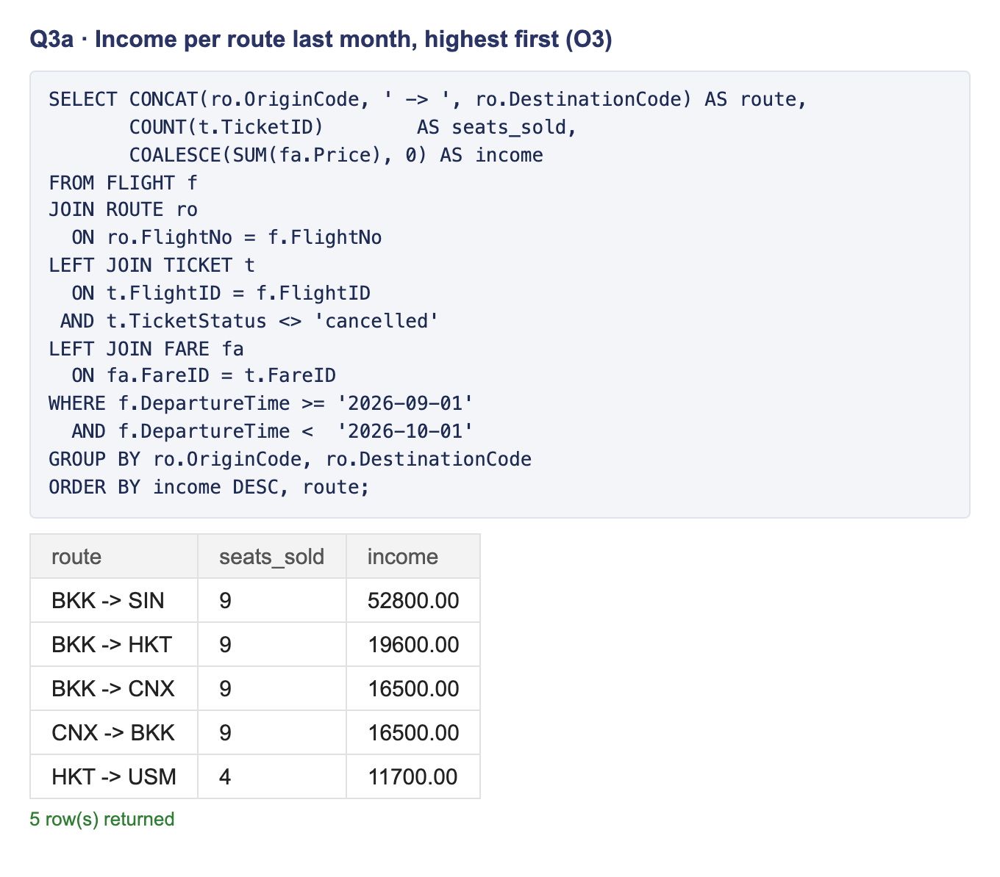 Q3a · Income per route last month, highest first (O3)
SELECT CONCAT(ro.OriginCode, ' -> ', ro.DestinationCode) AS route,
       COUNT(t.TicketID)        AS seats_sold,
       COALESCE(SUM(fa.Price), 0) AS income
FROM FLIGHT f
JOIN ROUTE ro
  ON ro.FlightNo = f.FlightNo
LEFT JOIN TICKET t
  ON t.FlightID = f.FlightID
 AND t.TicketStatus <> 'cancelled'
LEFT JOIN FARE fa
  ON fa.FareID = t.FareID
WHERE f.DepartureTime >= '2026-09-01'
  AND f.DepartureTime <  '2026-10-01'
GROUP BY ro.OriginCode, ro.DestinationCode
ORDER BY income DESC, route;
route seats_sold income
BKK -> SIN 9 52800.00
BKK -> HKT 9 19600.00
BKK -> CNX 9 16500.00
CNX -> BKK 9 16500.00
HKT -> USM 4 11700.00
5 row(s) returned